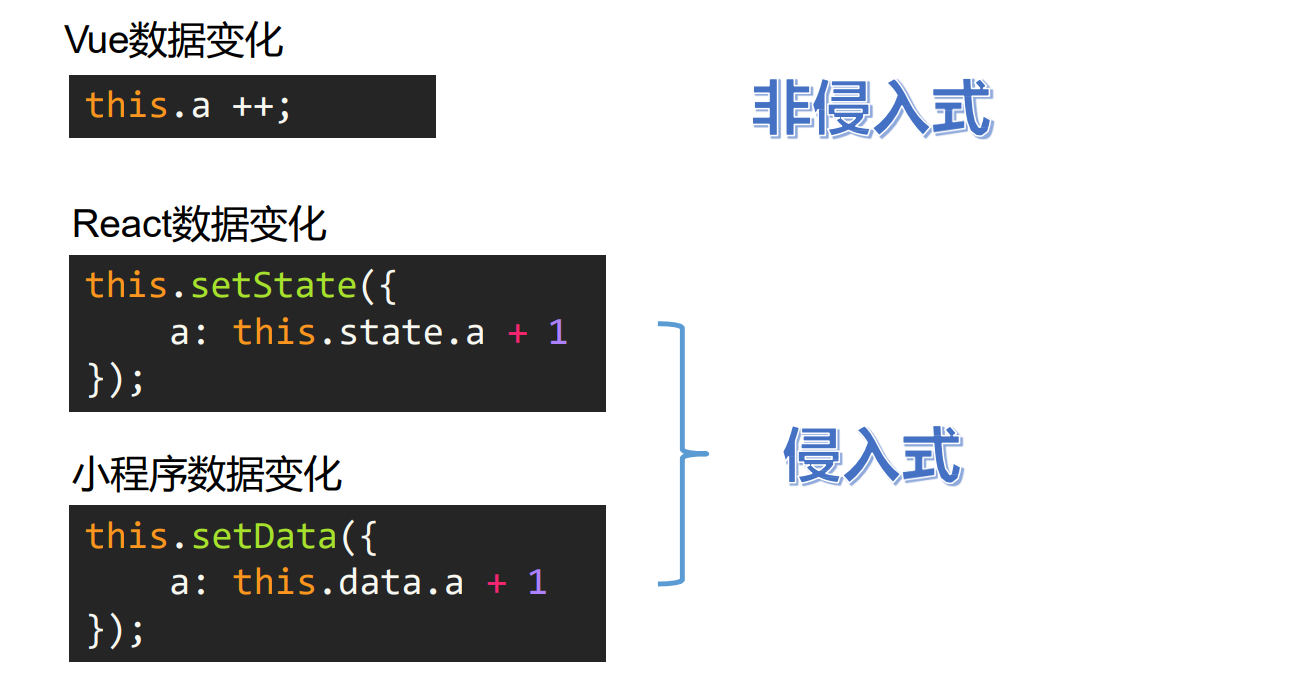 Vue数据变化
this.a ++;
非侵入式
React数据变化
this.setState({
    a: this.state.a + 1
});
小程序数据变化
this.setData({
    a: this.data.a + 1
});
侵入式